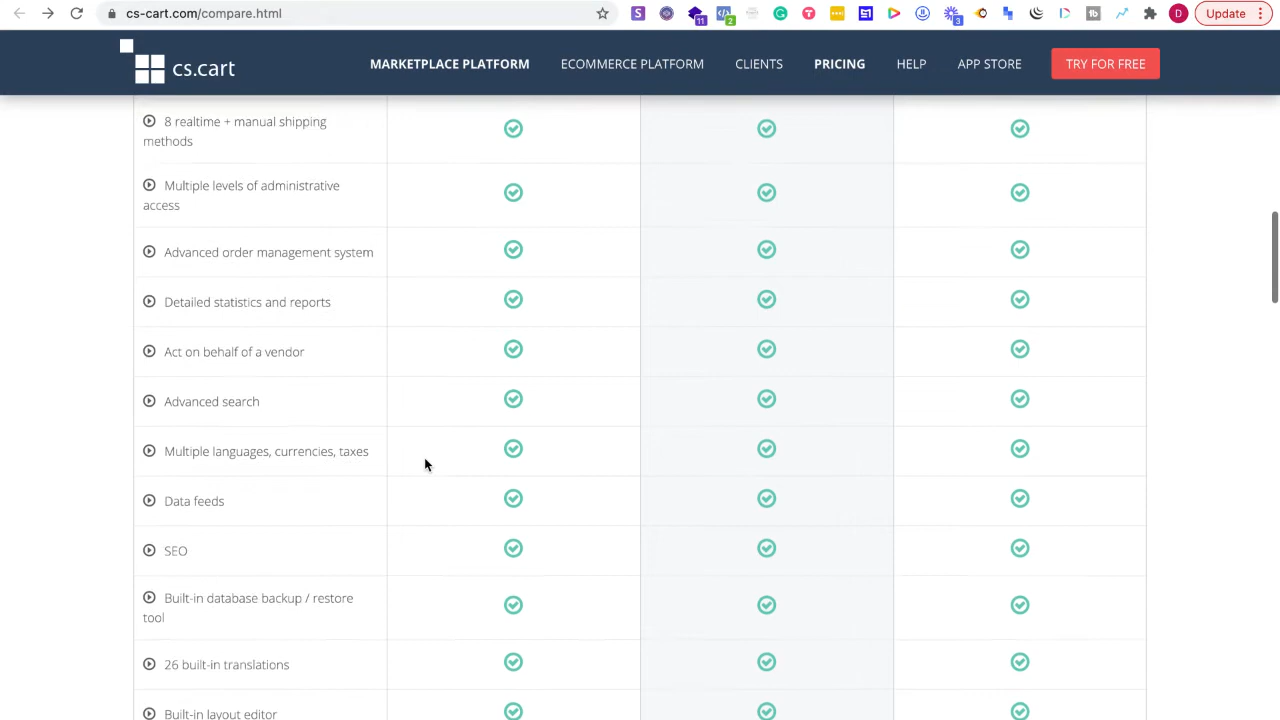 cs-cart.com/compare.html
11
2
3
D
Update
cs.cart
MARKETPLACE PLATFORM
ECOMMERCE PLATFORM
CLIENTS
PRICING
HELP
APP STORE
TRY FOR FREE
8 realtime + manual shipping
methods
Multiple levels of administrative
access
Advanced order management system
Detailed statistics and reports
Act on behalf of a vendor
Advanced search
Multiple languages, currencies, taxes
Data feeds
SEO
Built-in database backup / restore
tool
26 built-in translations
Built-in layout editor